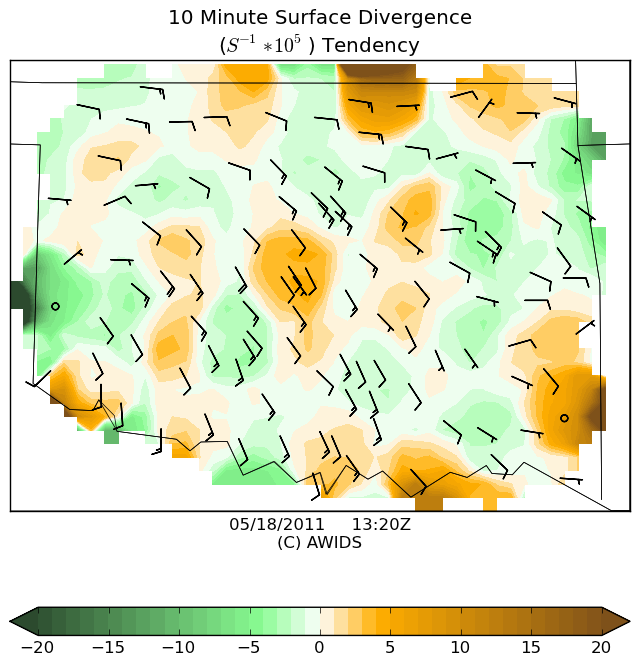 10 Minute Surface Divergence
(S⁻¹ *10⁵ ) Tendency
05/18/2011 13:20Z
(C) AWIDS
−20 −15 −10 −5 0 5 10 15 20